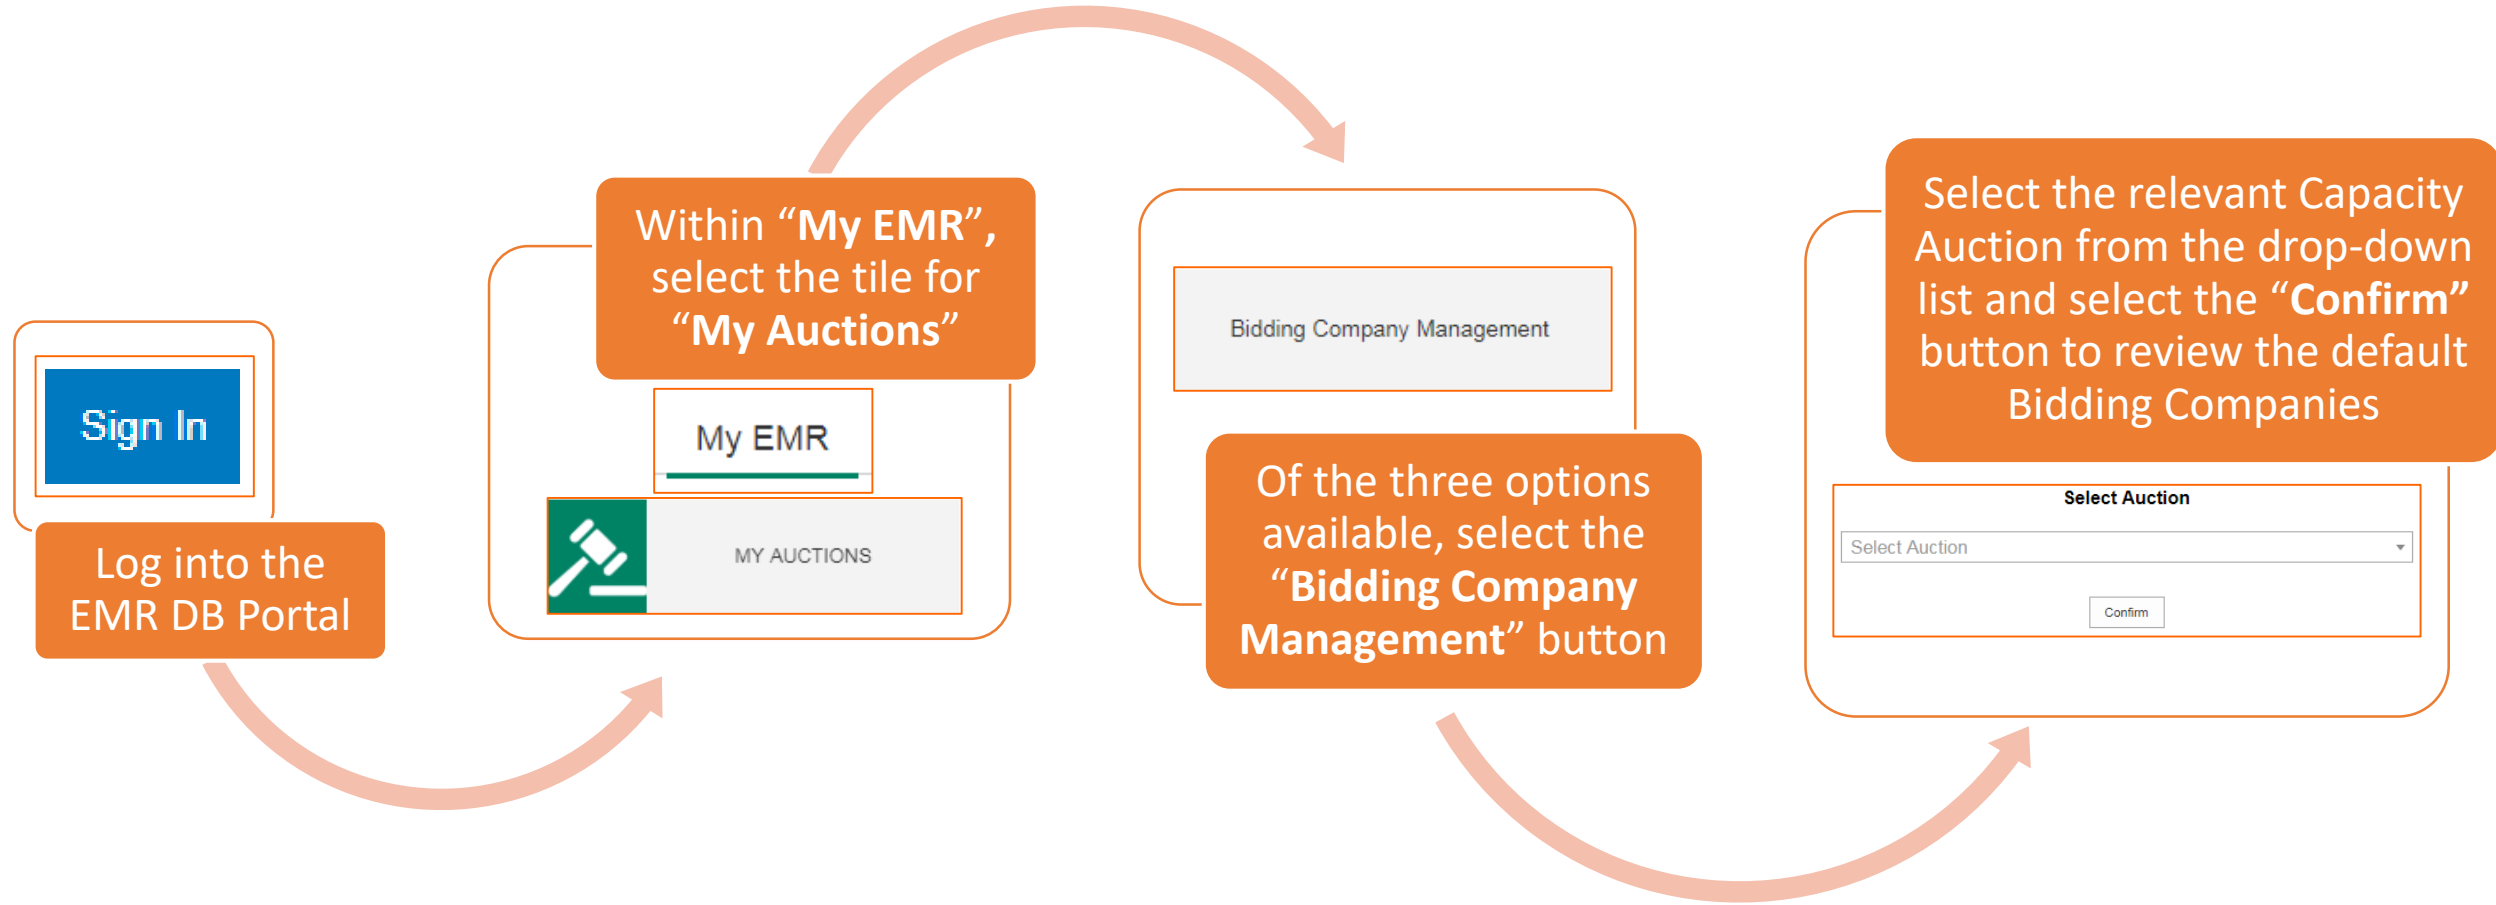 Sign In
Log into the
EMR DB Portal
Within “My EMR”,
select the tile for
“My Auctions”
My EMR
MY AUCTIONS
Bidding Company Management
Of the three options
available, select the
“Bidding Company
Management” button
Select the relevant Capacity
Auction from the drop-down
list and select the “Confirm”
button to review the default
Bidding Companies
Select Auction
Select Auction
Confirm